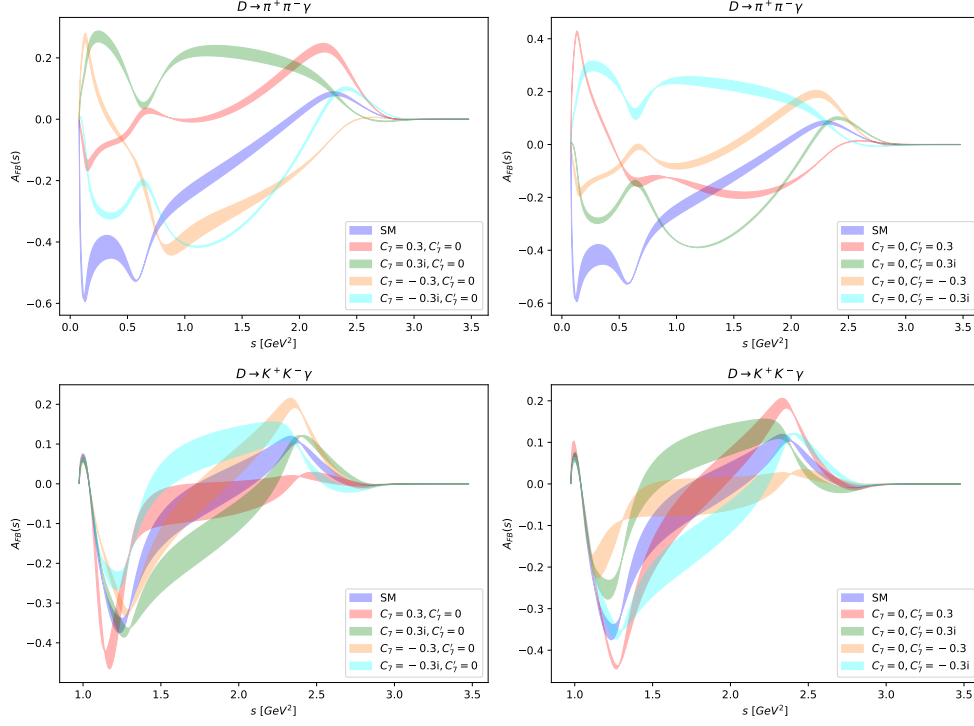 D → π⁺π⁻γ
A_FB(s)
0.2
0.0
−0.2
−0.4
−0.6
SM
C₇ = 0.3, C′₇ = 0
C₇ = 0.3i, C′₇ = 0
C₇ = −0.3, C′₇ = 0
C₇ = −0.3i, C′₇ = 0
0.0 0.5 1.0 1.5 2.0 2.5 3.0 3.5
s [GeV²]
D → π⁺π⁻γ
A_FB(s)
0.4
0.2
0.0
−0.2
−0.4
−0.6
SM
C₇ = 0, C′₇ = 0.3
C₇ = 0, C′₇ = 0.3i
C₇ = 0, C′₇ = −0.3
C₇ = 0, C′₇ = −0.3i
0.0 0.5 1.0 1.5 2.0 2.5 3.0 3.5
s [GeV²]
D → K⁺K⁻γ
A_FB(s)
0.2
0.1
0.0
−0.1
−0.2
−0.3
−0.4
SM
C₇ = 0.3, C′₇ = 0
C₇ = 0.3i, C′₇ = 0
C₇ = −0.3, C′₇ = 0
C₇ = −0.3i, C′₇ = 0
1.0 1.5 2.0 2.5 3.0 3.5
s [GeV²]
D → K⁺K⁻γ
A_FB(s)
0.2
0.1
0.0
−0.1
−0.2
−0.3
−0.4
SM
C₇ = 0, C′₇ = 0.3
C₇ = 0, C′₇ = 0.3i
C₇ = 0, C′₇ = −0.3
C₇ = 0, C′₇ = −0.3i
1.0 1.5 2.0 2.5 3.0 3.5
s [GeV²]